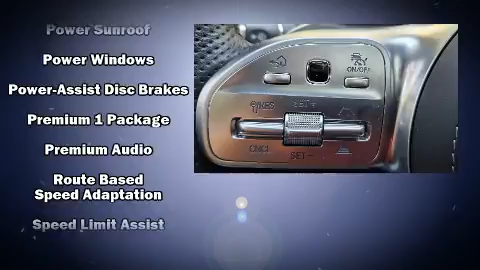 Power Sunroof
Power Windows
Power-Assist Disc Brakes
Premium 1 Package
Premium Audio
Route Based
Speed Adaptation
Speed Limit Assist
ON/OFF
RES
SET+
CNCL
SET-